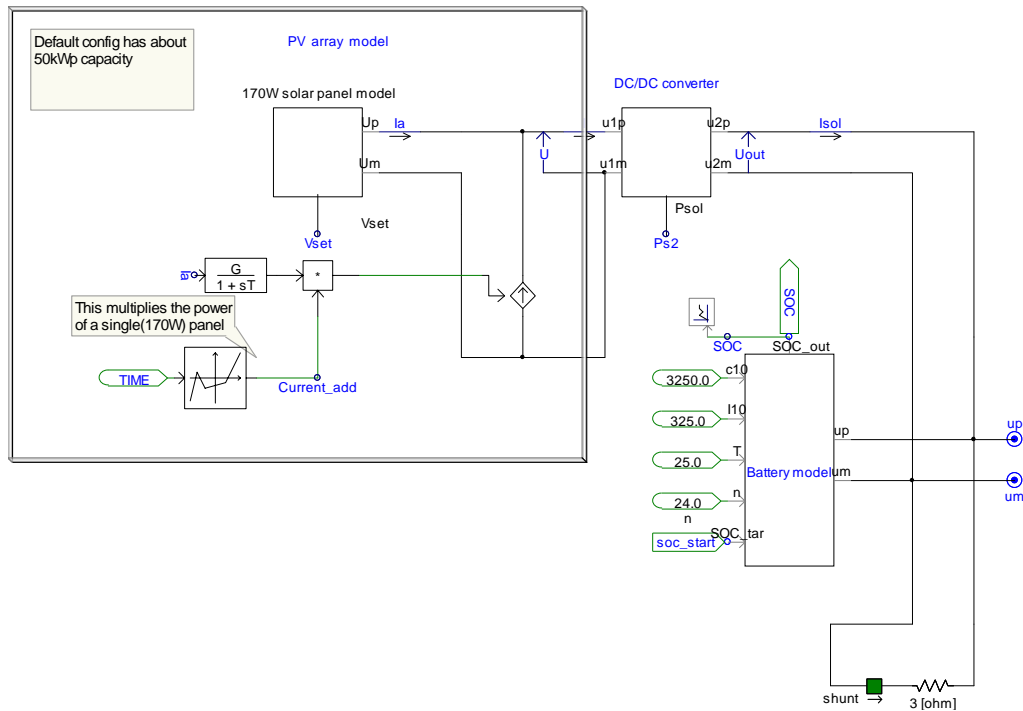 Default config has about
50kWp capacity
PV array model
170W solar panel model
DC/DC converter
Up
Ia
Um
U
u1p
u1m
u2p
u2m
Isol
Uout
Vset
Vset
Psol
Ps2
Ia
G
1 + sT
*
This multiplies the power
of a single(170W) panel
TIME
Current_add
SOC
SOC
SOC_out
3250.0
c10
325.0
I10
25.0
T
24.0
n
n
soc_start
SOC_tar
Battery model
up
um
up
um
shunt
3 [ohm]